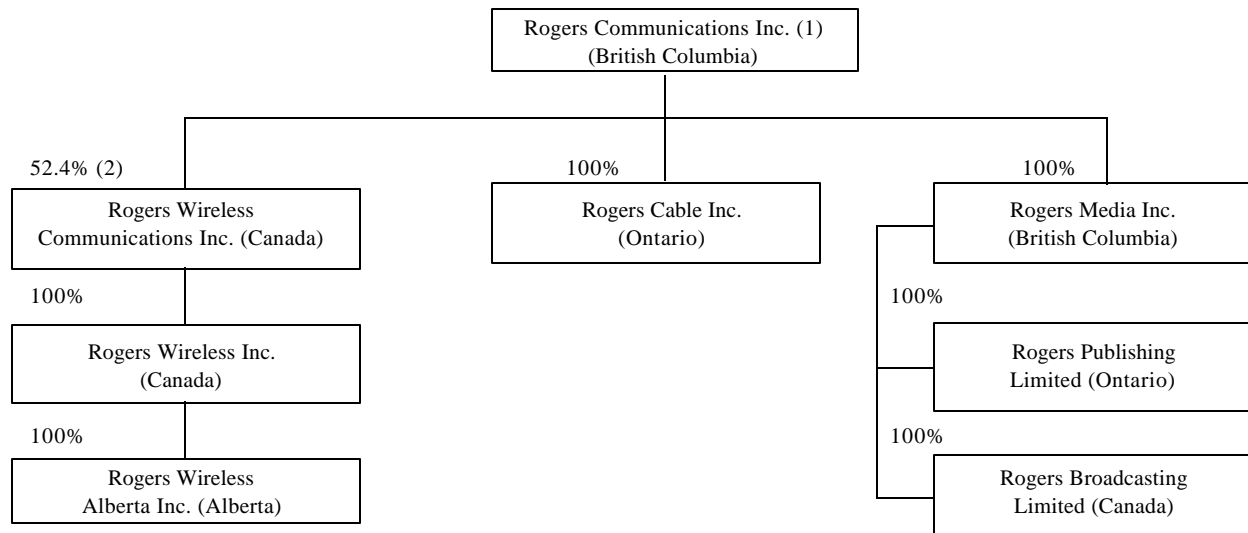 Rogers Communications Inc. (1)
(British Columbia)
52.4% (2)
100%
100%
Rogers Wireless
Communications Inc. (Canada)
Rogers Cable Inc.
(Ontario)
Rogers Media Inc.
(British Columbia)
100%
100%
Rogers Wireless Inc.
(Canada)
Rogers Publishing
Limited (Ontario)
100%
100%
Rogers Wireless
Alberta Inc. (Alberta)
Rogers Broadcasting
Limited (Canada)